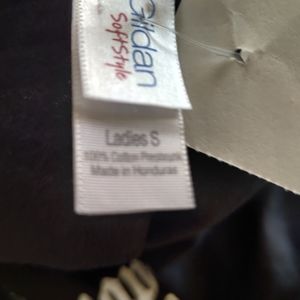 Gildan
SoftStyle
Ladies S
100% Cotton Preshrunk
Made in Honduras